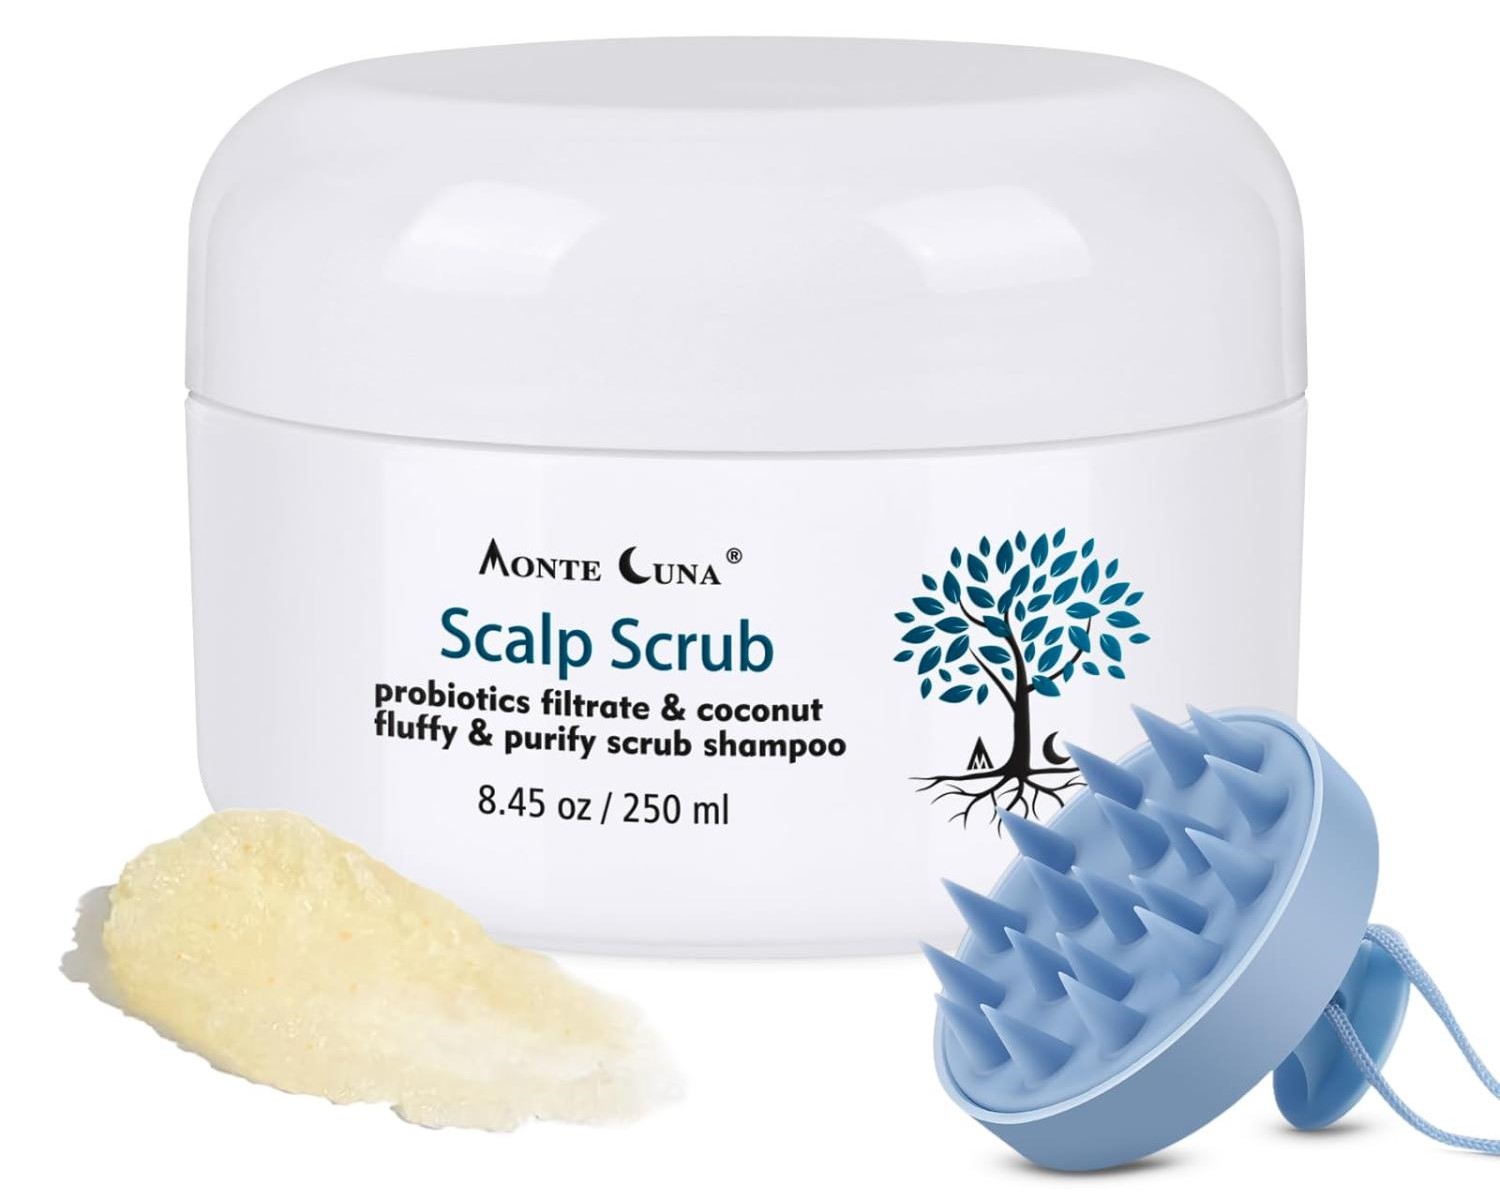 MONTE LUNA®
Scalp Scrub
probiotics filtrate & coconut
fluffy & purify scrub shampoo
8.45 oz / 250 ml
M